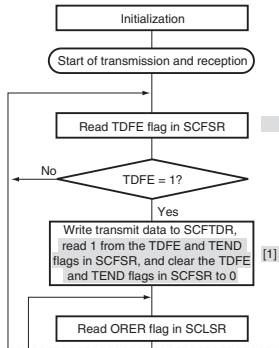 Initialization
Start of transmission and reception
Read TDFE flag in SCFSR
No
TDFE = 1?
Yes
Write transmit data to SCFTDR,
read 1 from the TDFE and TEND
flags in SCFSR, and clear the TDFE
and TEND flags in SCFSR to 0
[1]
Read ORER flag in SCLSR